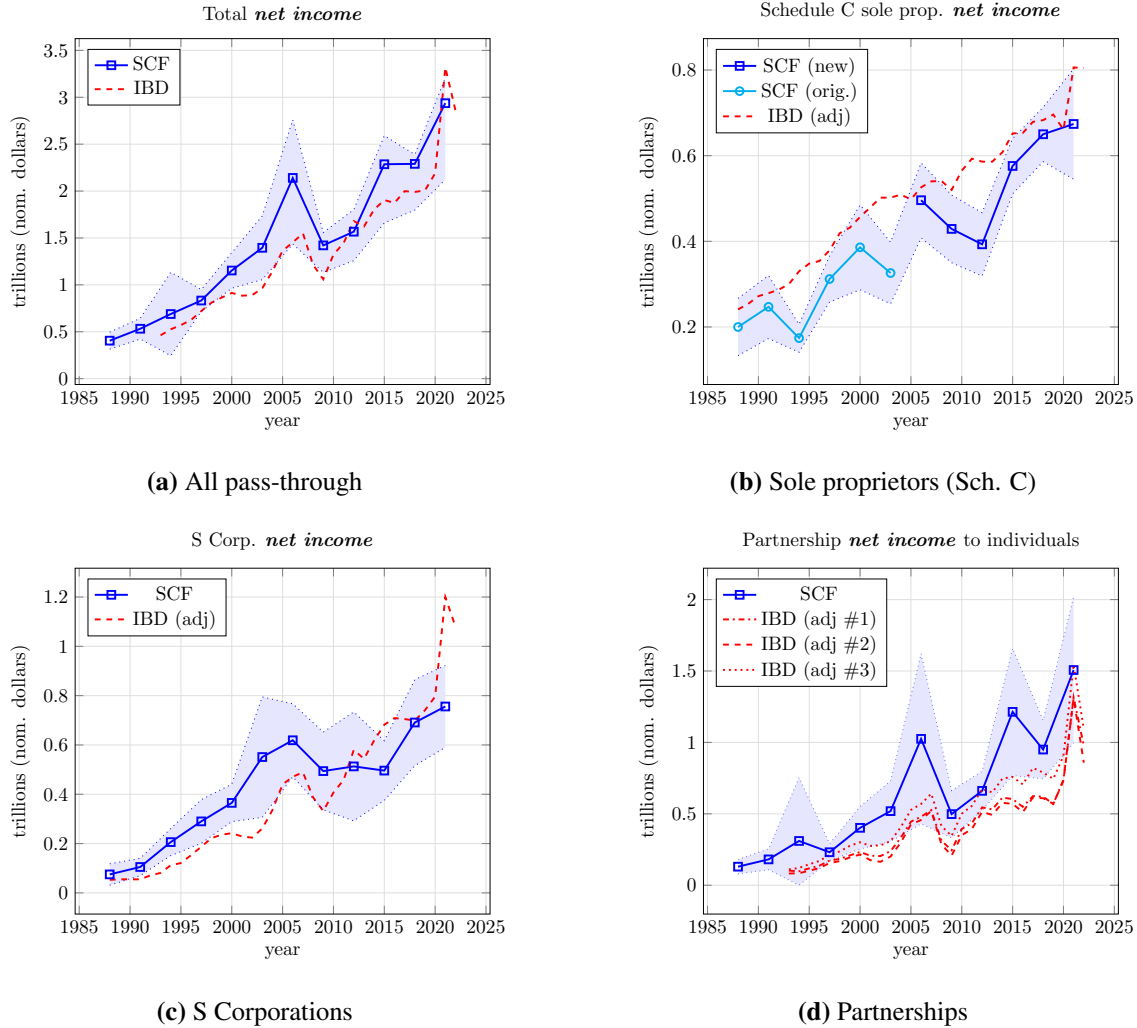 Total net income
SCF
IBD
3.5
3
2.5
2
1.5
1
0.5
0
trillions (nom. dollars)
1985 1990 1995 2000 2005 2010 2015 2020 2025
year
(a) All pass-through
Schedule C sole prop. net income
SCF (new)
SCF (orig.)
IBD (adj)
0.8
0.6
0.4
0.2
trillions (nom. dollars)
1985 1990 1995 2000 2005 2010 2015 2020 2025
year
(b) Sole proprietors (Sch. C)
S Corp. net income
SCF
IBD (adj)
1.2
1
0.8
0.6
0.4
0.2
0
trillions (nom. dollars)
1985 1990 1995 2000 2005 2010 2015 2020 2025
year
(c) S Corporations
Partnership net income to individuals
SCF
IBD (adj #1)
IBD (adj #2)
IBD (adj #3)
2
1.5
1
0.5
0
trillions (nom. dollars)
1985 1990 1995 2000 2005 2010 2015 2020 2025
year
(d) Partnerships